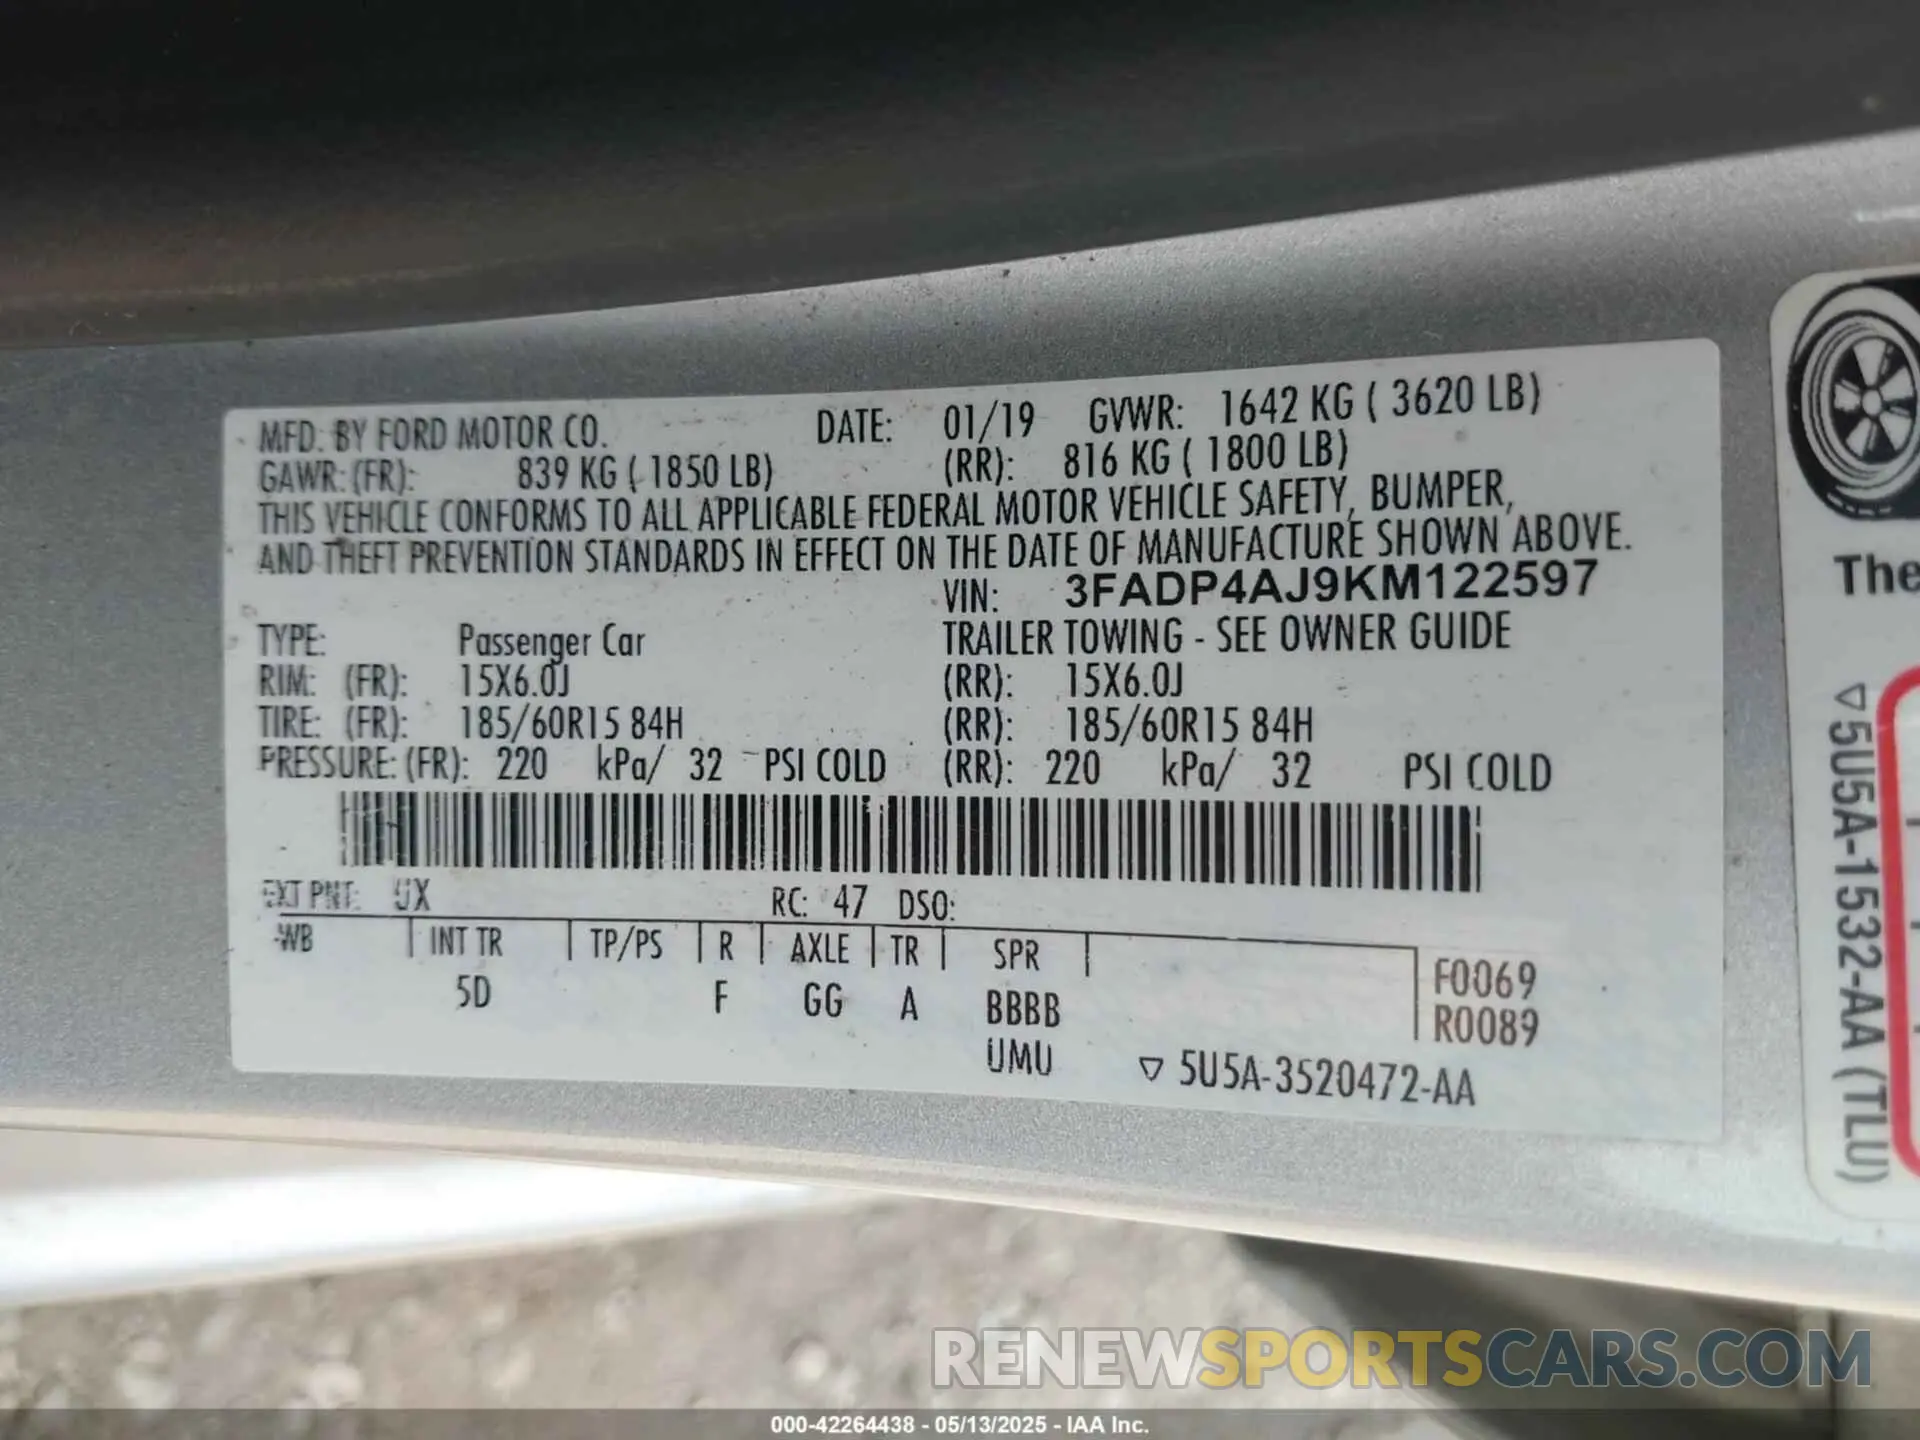 MFD. BY FORD MOTOR CO. DATE: 01/19 GVWR: 1642 KG ( 3620 LB)
GAWR: (FR): 839 KG ( 1850 LB) (RR): 816 KG ( 1800 LB)
THIS VEHICLE CONFORMS TO ALL APPLICABLE FEDERAL MOTOR VEHICLE SAFETY, BUMPER,
AND THEFT PREVENTION STANDARDS IN EFFECT ON THE DATE OF MANUFACTURE SHOWN ABOVE.
VIN: 3FADP4AJ9KM122597
TYPE: Passenger Car TRAILER TOWING - SEE OWNER GUIDE
RIM: (FR): 15X6.0J (RR): 15X6.0J
TIRE: (FR): 185/60R15 84H (RR): 185/60R15 84H
PRESSURE: (FR): 220 kPa/ 32 PSI COLD (RR): 220 kPa/ 32 PSI COLD
EXT PNT: RC: 47 DSO:
WB INT TR TP/PS R AXLE TR SPR F0069
5D F GG A BBBB R0089
UMU ▽ 5U5A-3520472-AA
The
▽5U5A-1532-AA (TLU)
RENEWSPORTSCARS.COM
000-42264438 - 05/13/2025 - IAA Inc.